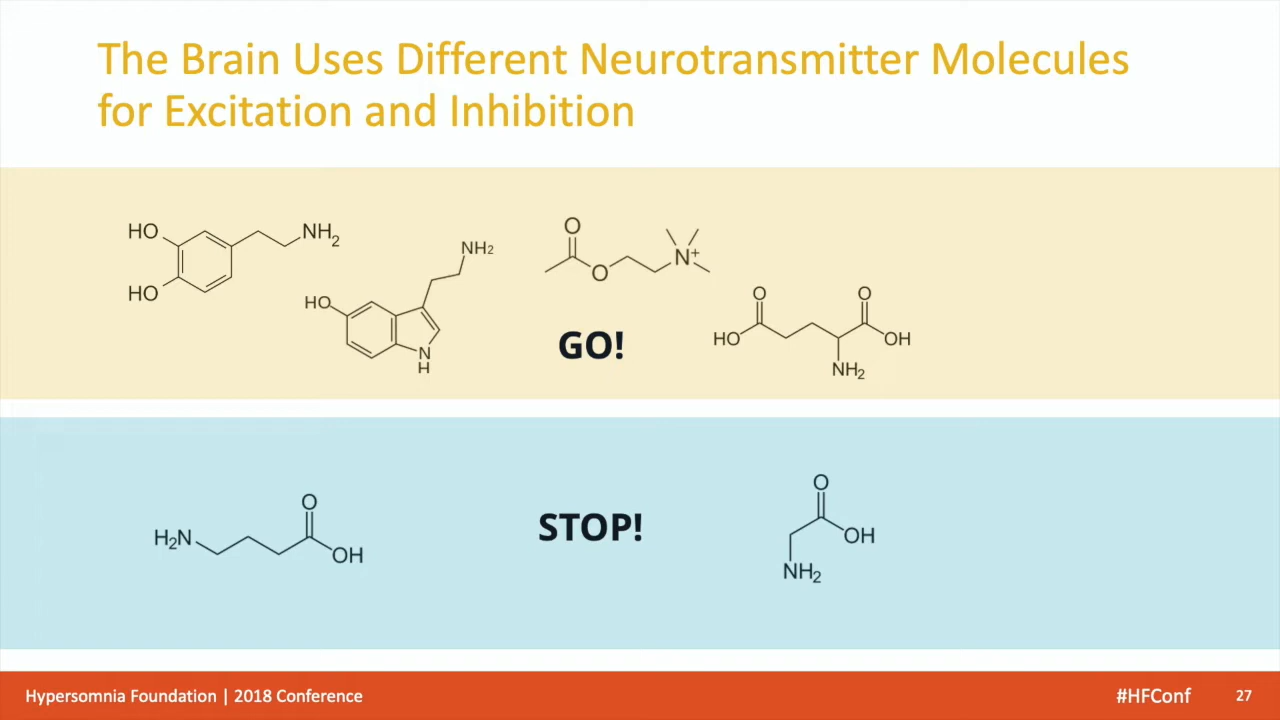 The Brain Uses Different Neurotransmitter Molecules
for Excitation and Inhibition
HO
NH2
HO
HO
NH2
N
H
O
O
N+
GO!
O
O
HO
OH
NH2
H2N
O
OH
STOP!
O
OH
NH2
Hypersomnia Foundation | 2018 Conference
#HFConf
27